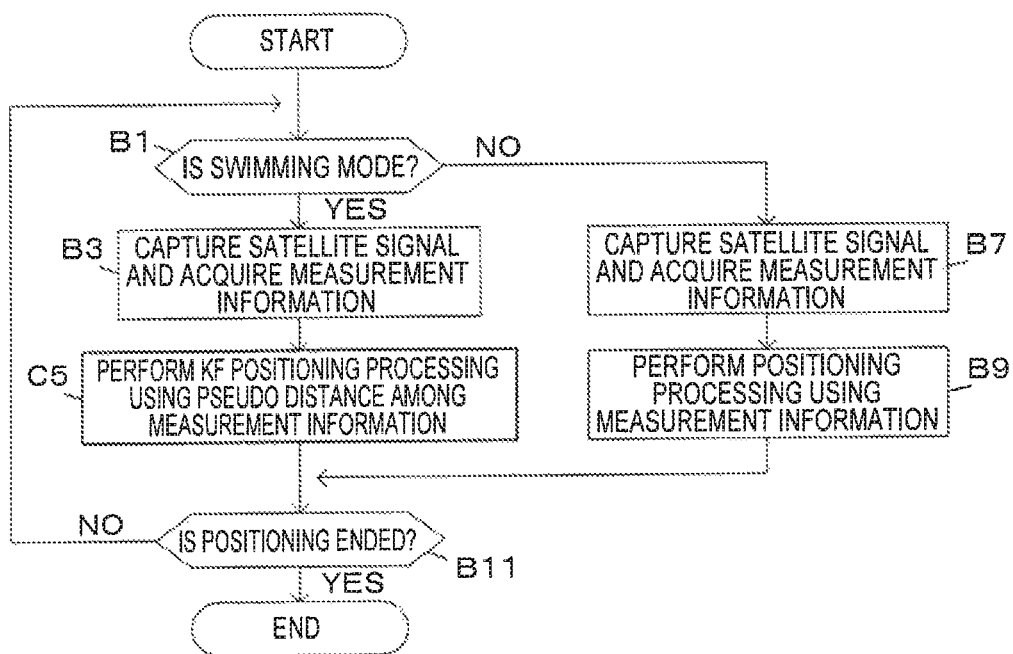 START
B1
IS SWIMMING MODE?
NO
YES
B3
CAPTURE SATELLITE SIGNAL
AND ACQUIRE MEASUREMENT
INFORMATION
CAPTURE SATELLITE SIGNAL
AND ACQUIRE MEASUREMENT
INFORMATION
B7
C5
PERFORM KF POSITIONING PROCESSING
USING PSEUDO DISTANCE AMONG
MEASUREMENT INFORMATION
PERFORM POSITIONING
PROCESSING USING
MEASUREMENT INFORMATION
B9
NO
IS POSITIONING ENDED?
B11
YES
END